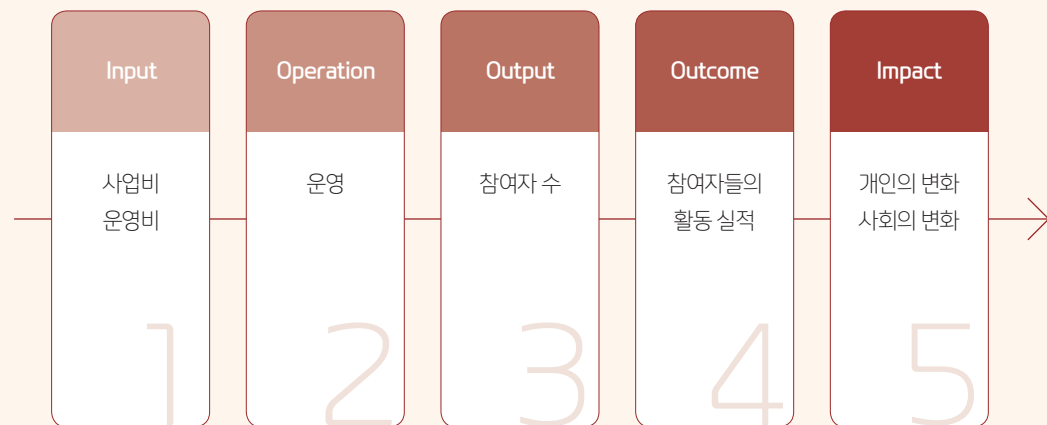 Input
사업비
운영비
1
Operation
운영
2
Output
참여자 수
3
Outcome
참여자들의
활동 실적
4
Impact
개인의 변화
사회의 변화
5